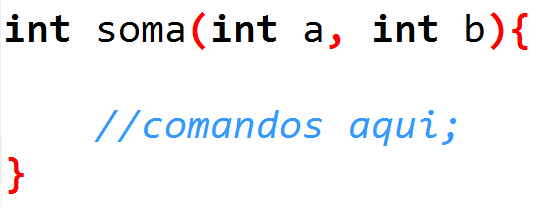 int soma(int a, int b){
//comandos aqui;
}